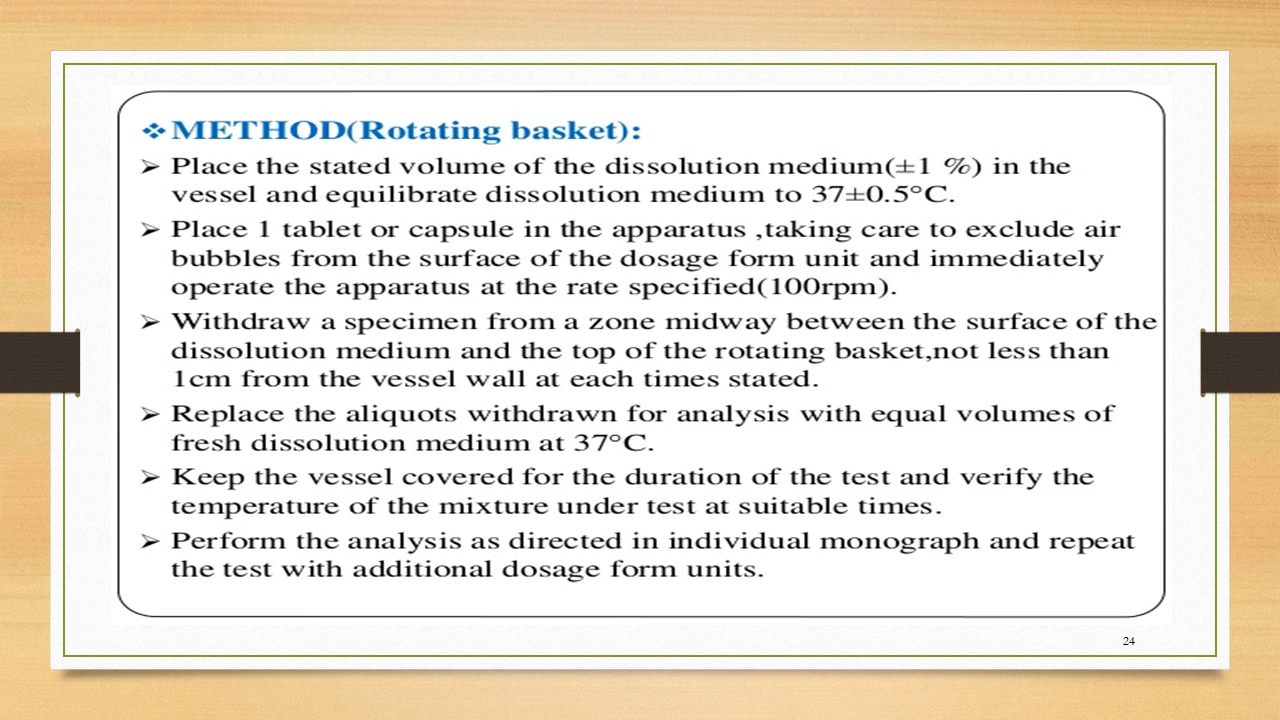 ❖METHOD(Rotating basket):
➢ Place the stated volume of the dissolution medium(±1 %) in the
vessel and equilibrate dissolution medium to 37±0.5°C.
➢ Place 1 tablet or capsule in the apparatus ,taking care to exclude air
bubbles from the surface of the dosage form unit and immediately
operate the apparatus at the rate specified(100rpm).
➢ Withdraw a specimen from a zone midway between the surface of the
dissolution medium and the top of the rotating basket,not less than
1cm from the vessel wall at each times stated.
➢ Replace the aliquots withdrawn for analysis with equal volumes of
fresh dissolution medium at 37°C.
➢ Keep the vessel covered for the duration of the test and verify the
temperature of the mixture under test at suitable times.
➢ Perform the analysis as directed in individual monograph and repeat
the test with additional dosage form units.
24